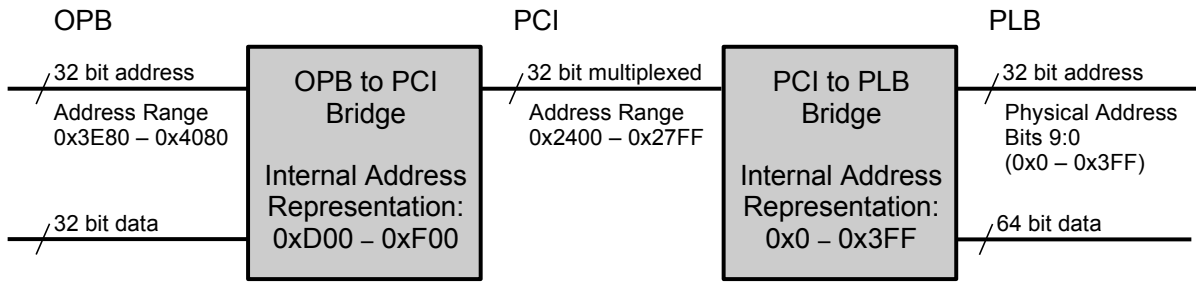 OPB
PCI
PLB
32 bit address
Address Range
0x3E80 – 0x4080
32 bit data
OPB to PCI
Bridge
Internal Address
Representation:
0xD00 – 0xF00
32 bit multiplexed
Address Range
0x2400 – 0x27FF
PCI to PLB
Bridge
Internal Address
Representation:
0x0 – 0x3FF
32 bit address
Physical Address
Bits 9:0
(0x0 – 0x3FF)
64 bit data